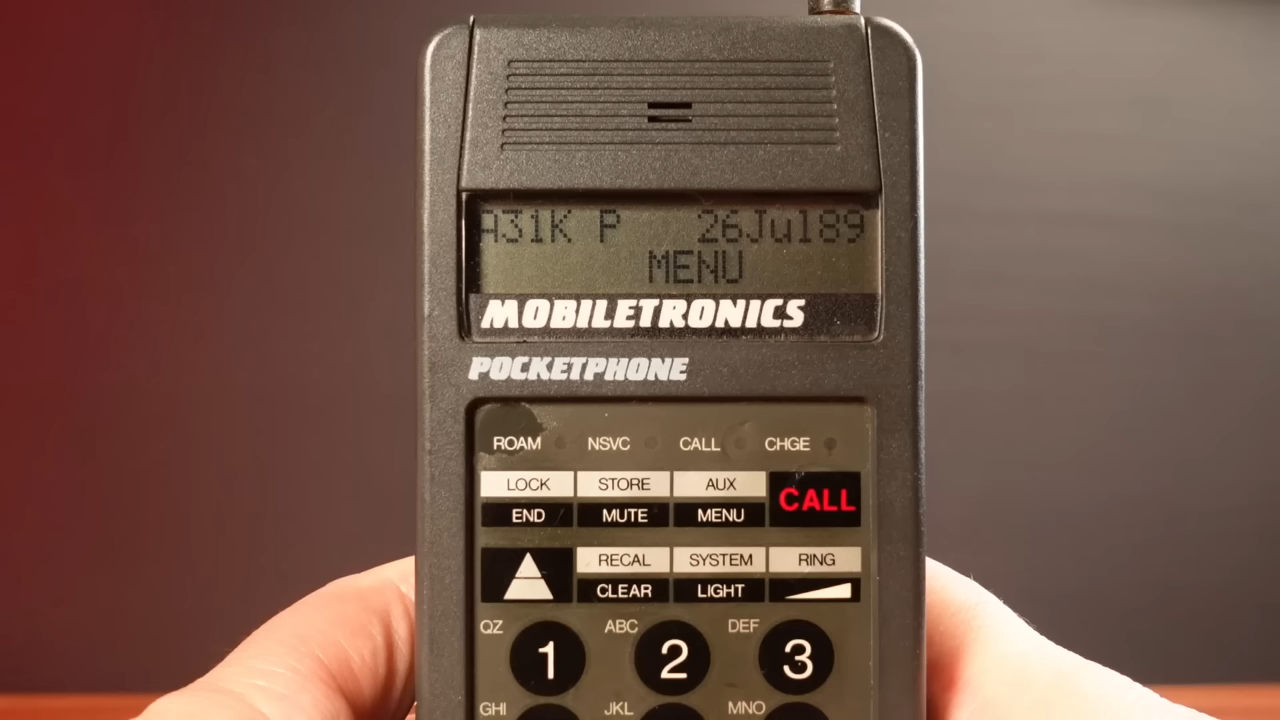 A31K P 26Jul89
MENU
MOBILETRONICS
POCKETPHONE
ROAM NSVC CALL CHGE
LOCK STORE AUX
CALL
END MUTE MENU
RECAL SYSTEM RING
CLEAR LIGHT
QZ ABC DEF
1 2 3
GHI JKL MNO